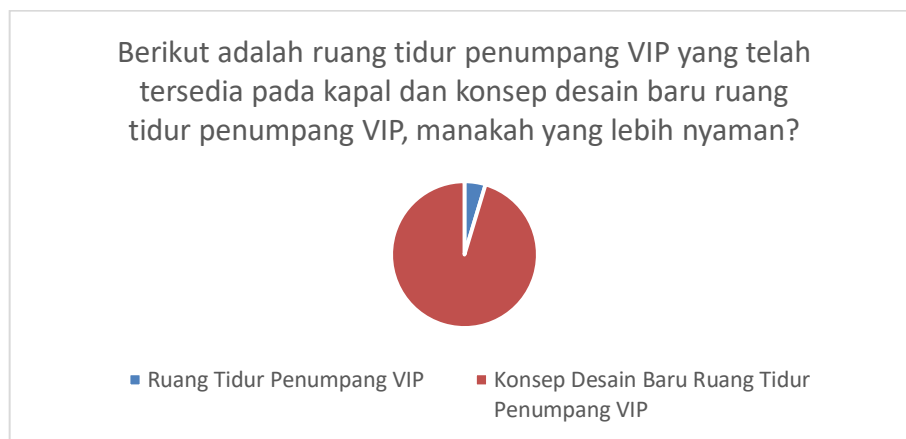 Berikut adalah ruang tidur penumpang VIP yang telah
tersedia pada kapal dan konsep desain baru ruang
tidur penumpang VIP, manakah yang lebih nyaman?
Ruang Tidur Penumpang VIP
Konsep Desain Baru Ruang Tidur
Penumpang VIP